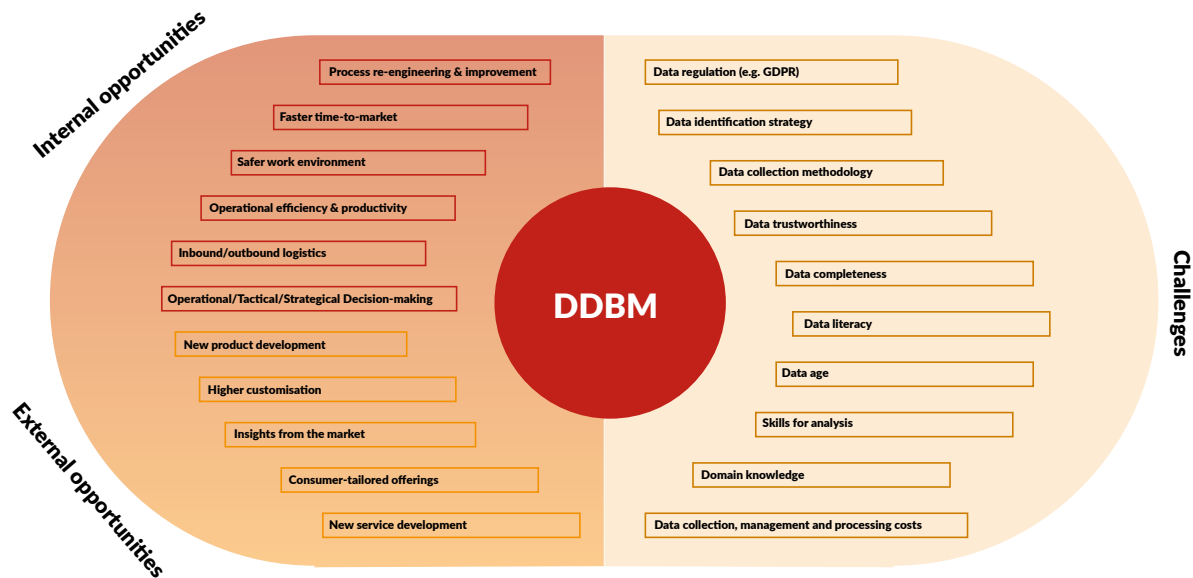 Internal opportunities
Process re-engineering & improvement
Faster time-to-market
Safer work environment
Operational efficiency & productivity
Inbound/outbound logistics
Operational/Tactical/Strategical Decision-making
New product development
Higher customisation
Insights from the market
Consumer-tailored offerings
New service development
External opportunities
DDBM
Data regulation (e.g. GDPR)
Data identification strategy
Data collection methodology
Data trustworthiness
Data completeness
Data literacy
Data age
Skills for analysis
Domain knowledge
Data collection, management and processing costs
Challenges